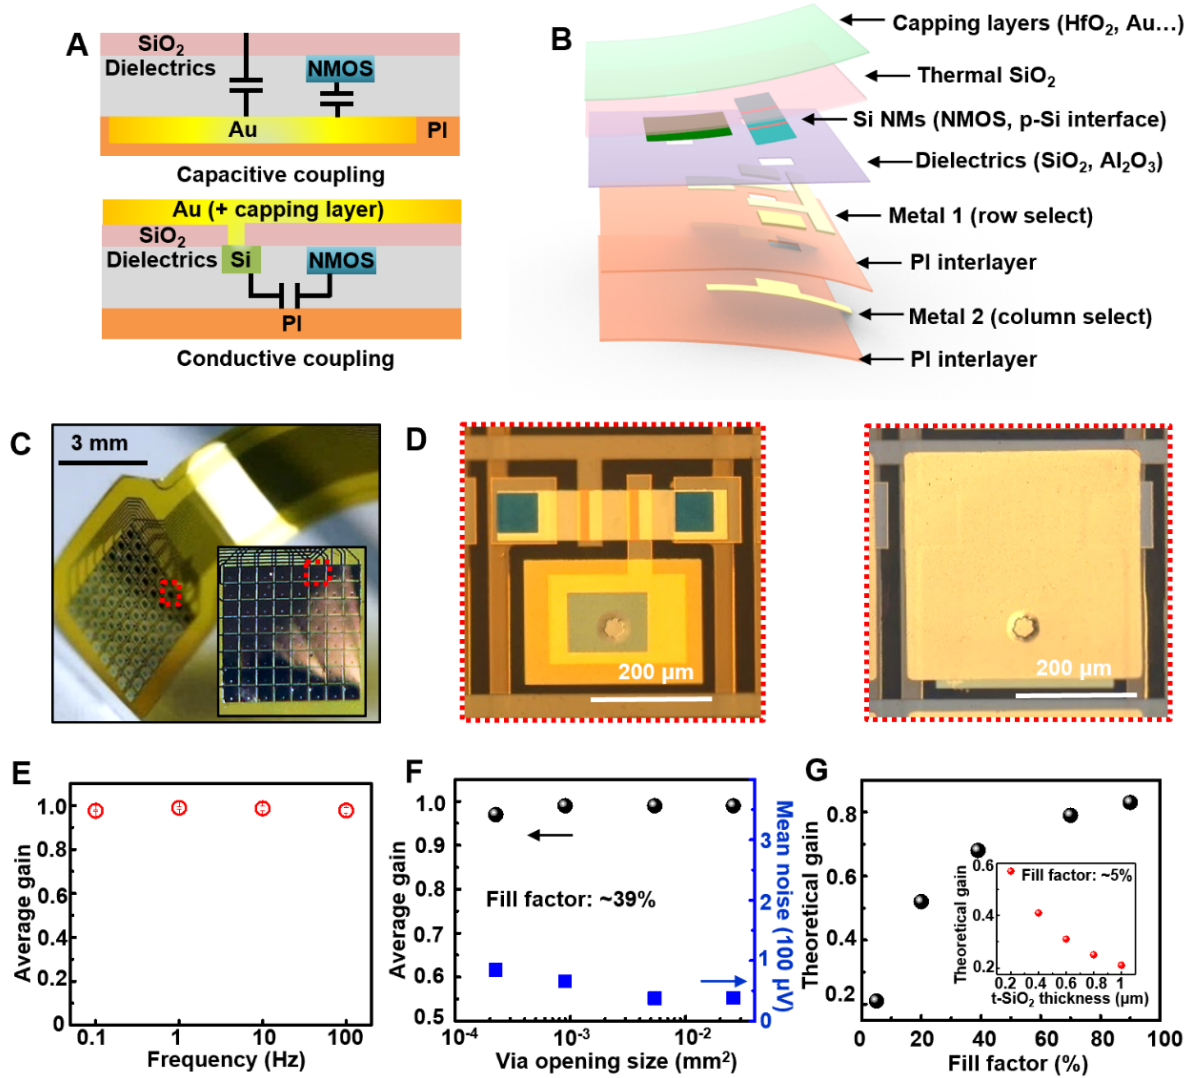 A
SiO2
Dielectrics
NMOS
Au
PI
Capacitive coupling
Au (+ capping layer)
SiO2
Dielectrics
Si
NMOS
PI
Conductive coupling
B
Capping layers (HfO2, Au…)
Thermal SiO2
Si NMs (NMOS, p-Si interface)
Dielectrics (SiO2, Al2O3)
Metal 1 (row select)
PI interlayer
Metal 2 (column select)
PI interlayer
C
3 mm
D
200 μm
200 μm
E
Average gain
1.0
0.8
0.6
0.4
0.2
0
0.1
1
10
100
Frequency (Hz)
F
Average gain
1.0
0.9
0.8
0.7
0.6
0.5
Fill factor: ~39%
3
2
1
0
Mean noise (100 μV)
10-4
10-3
10-2
Via opening size (mm2)
G
Theoretical gain
0.8
0.6
0.4
0.2
0
20
40
60
80
100
Fill factor (%)
Theoretical gain
0.6
0.4
0.2
Fill factor: ~5%
0.2
0.4
0.6
0.8
1
t-SiO2 thickness (μm)